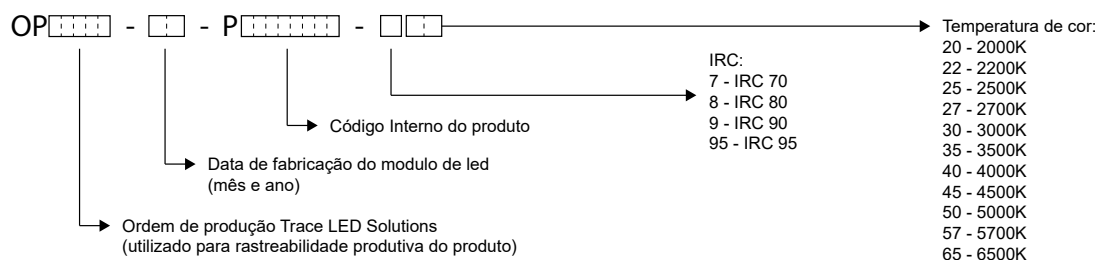 OP - - P -
Temperatura de cor:
20 - 2000K
22 - 2200K
25 - 2500K
27 - 2700K
30 - 3000K
35 - 3500K
40 - 4000K
45 - 4500K
50 - 5000K
57 - 5700K
65 - 6500K
IRC:
7 - IRC 70
8 - IRC 80
9 - IRC 90
95 - IRC 95
Código Interno do produto
Data de fabricação do modulo de led
(mês e ano)
Ordem de produção Trace LED Solutions
(utilizado para rastreabilidade produtiva do produto)